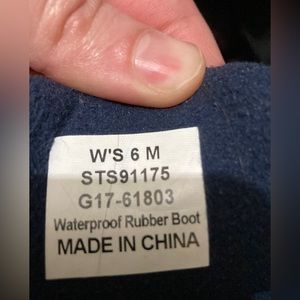 W'S 6 M
STS91175
G17-61803
Waterproof Rubber Boot
MADE IN CHINA